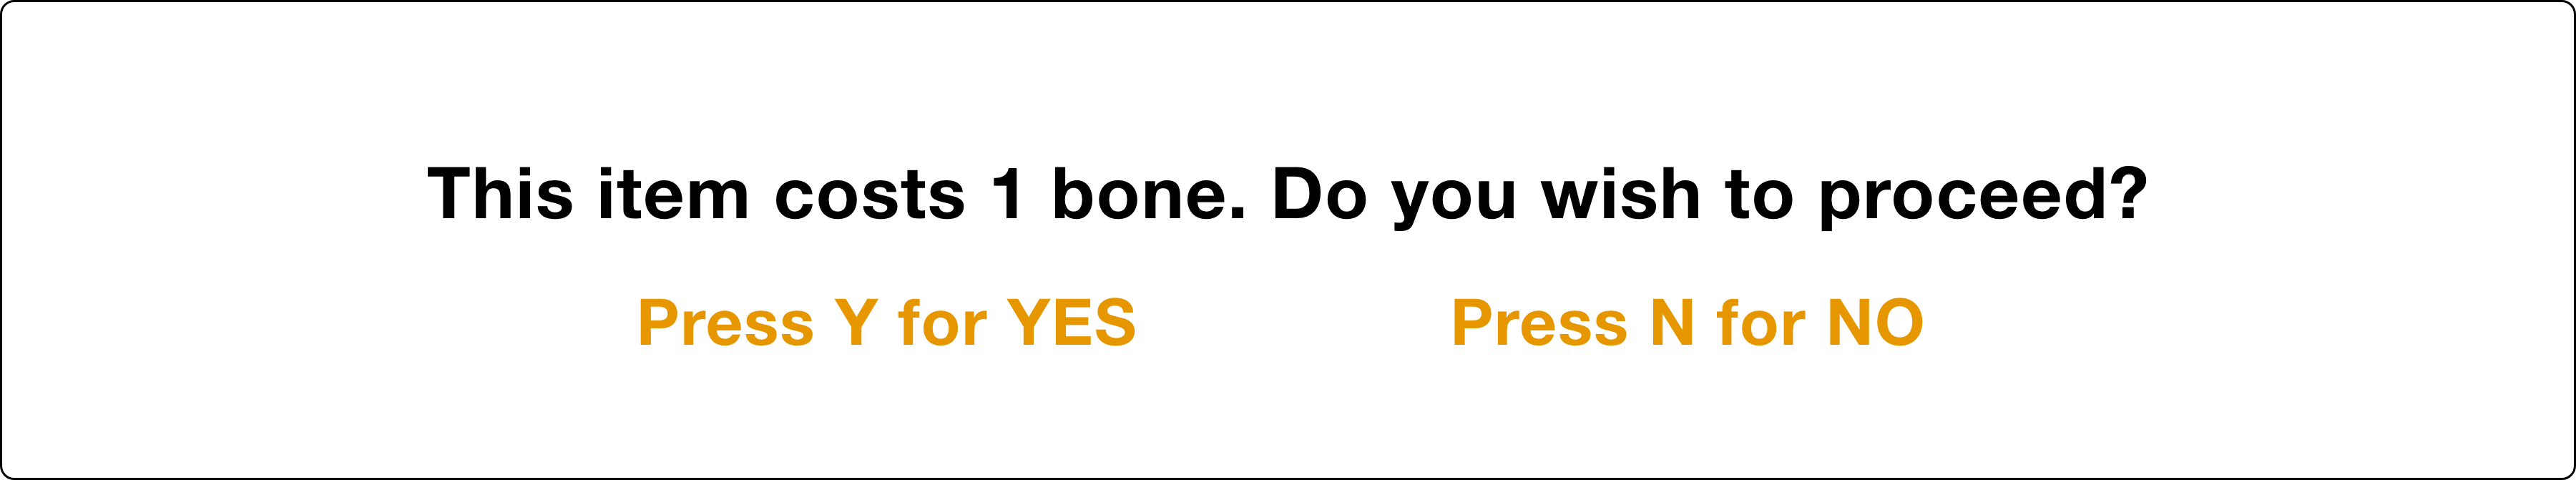 This item costs 1 bone. Do you wish to proceed?
Press Y for YES Press N for NO